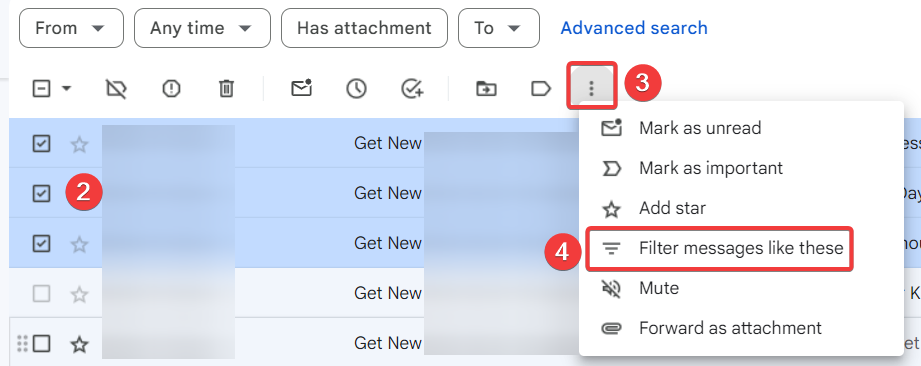 From Any time Has attachment To Advanced search
3
Get New
2 Get New
Get New
Get New
Get New
Mark as unread
Mark as important
Add star
4 Filter messages like these
Mute
Forward as attachment